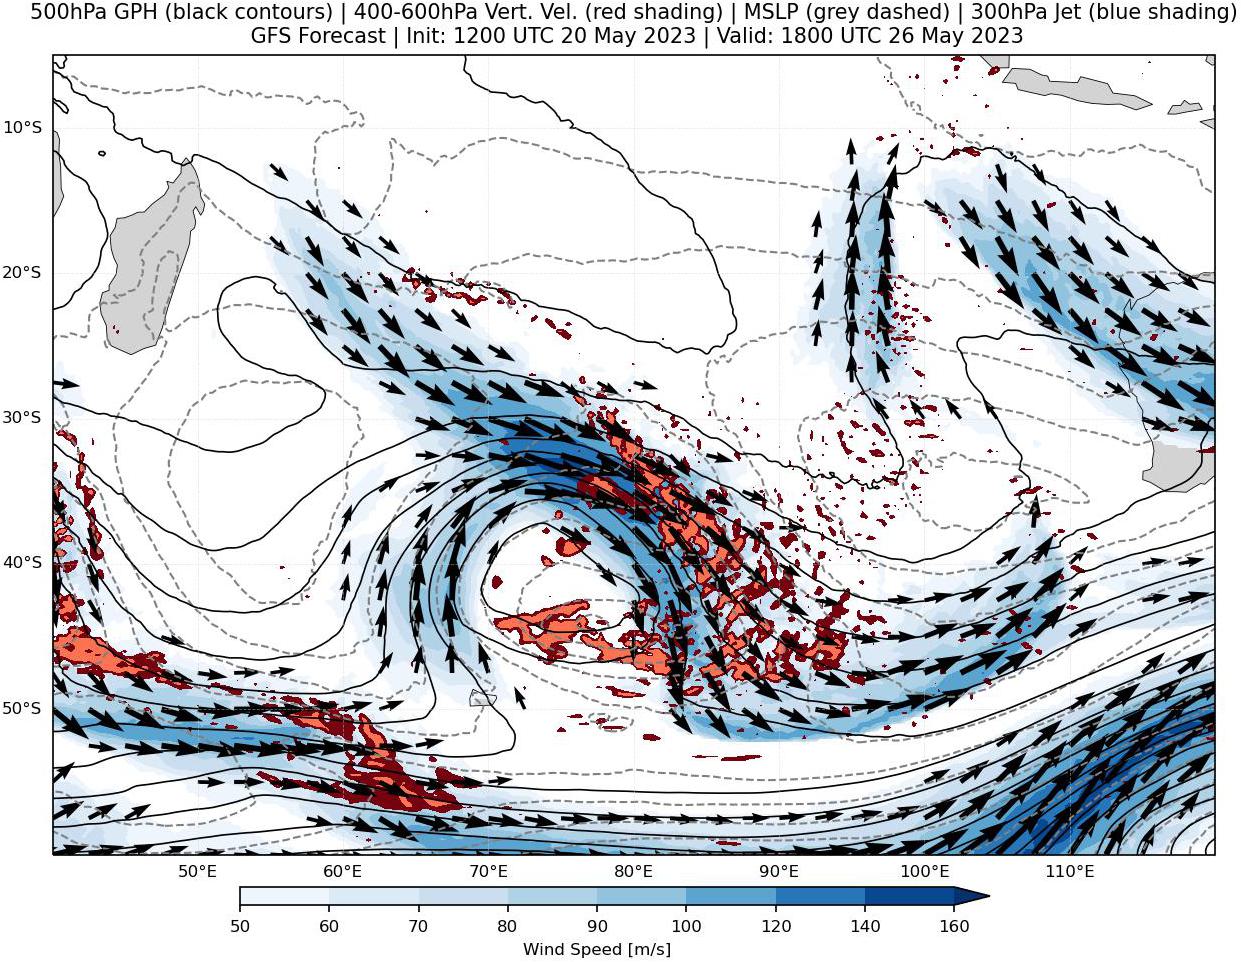 500hPa GPH (black contours) | 400-600hPa Vert. Vel. (red shading) | MSLP (grey dashed) | 300hPa Jet (blue shading)
GFS Forecast | Init: 1200 UTC 20 May 2023 | Valid: 1800 UTC 26 May 2023
10°S
20°S
30°S
40°S
50°S
50°E 60°E 70°E 80°E 90°E 100°E 110°E
50 60 70 80 90 100 120 140 160
Wind Speed [m/s]